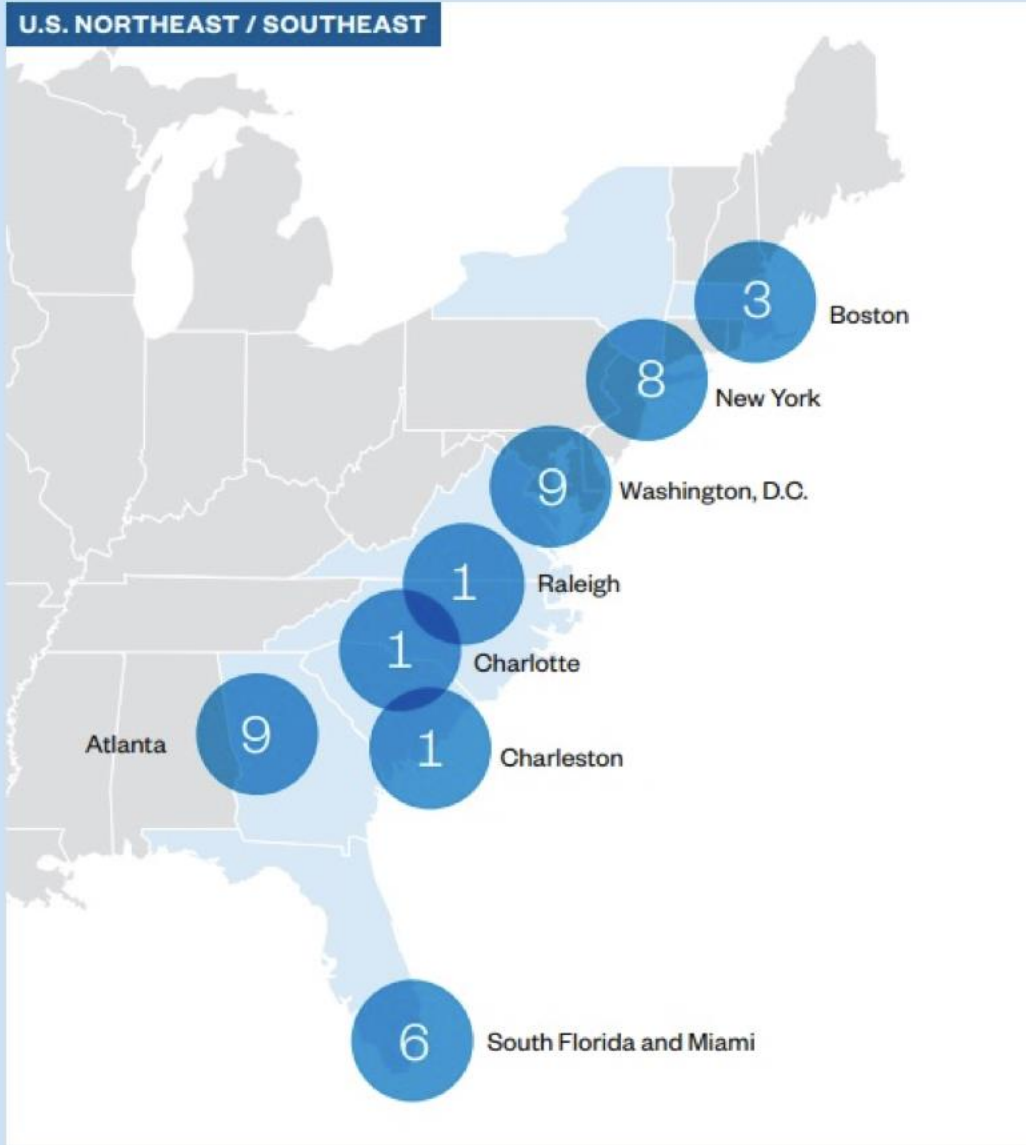 U.S. NORTHEAST / SOUTHEAST
3
Boston
8
New York
9
Washington, D.C.
1
Raleigh
1
Charlotte
Atlanta
9
1
Charleston
6
South Florida and Miami